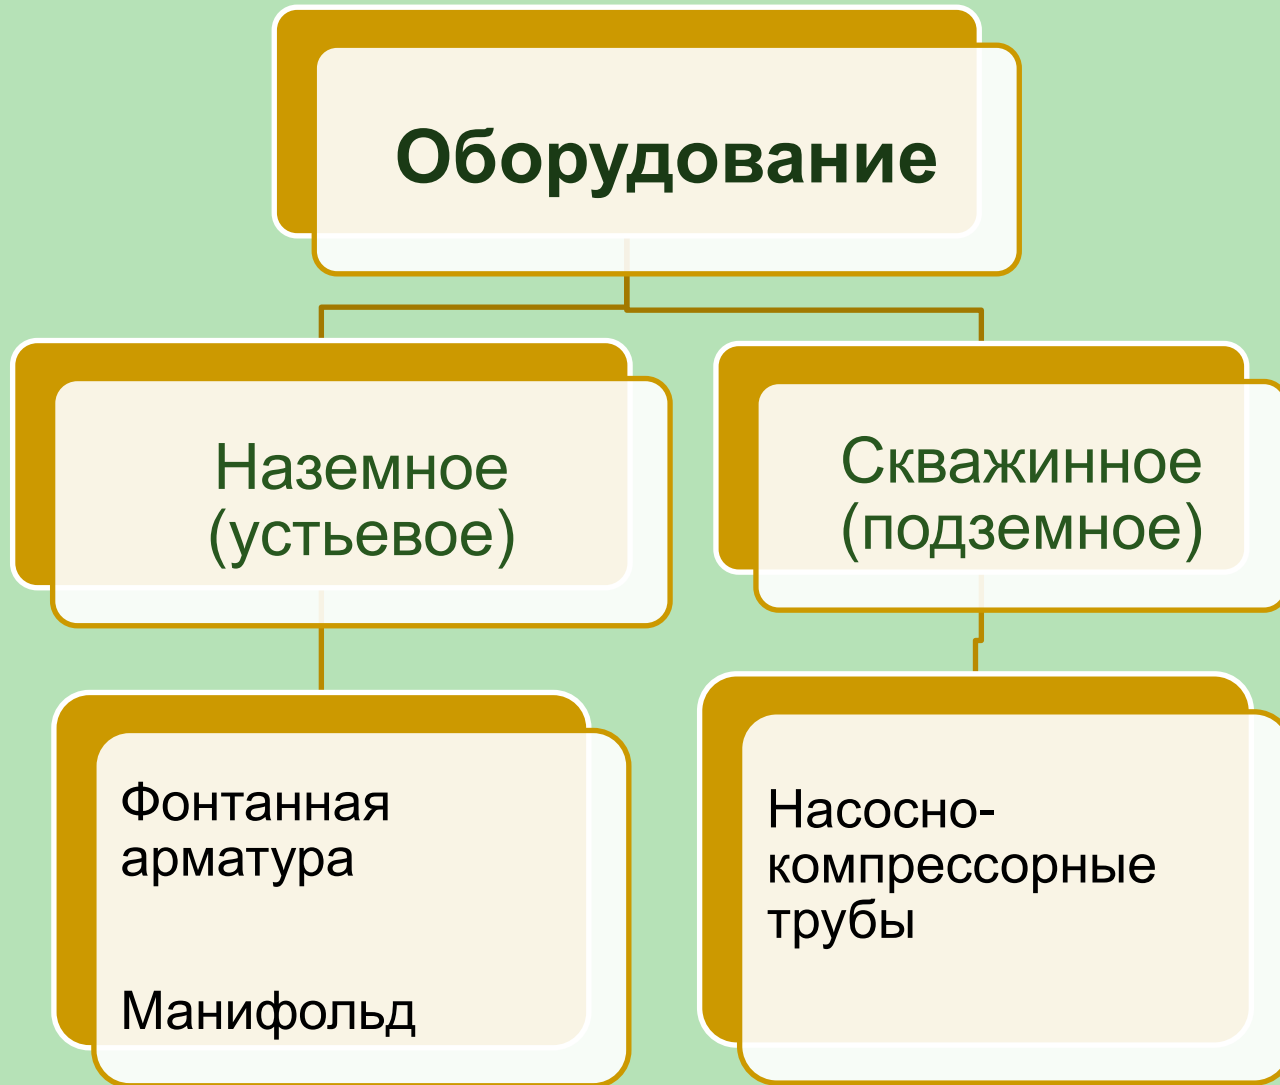 Оборудование
Наземное
(устьевое)
Скважинное
(подземное)
Фонтанная
арматура
Манифольд
Насосно-
компрессорные
трубы